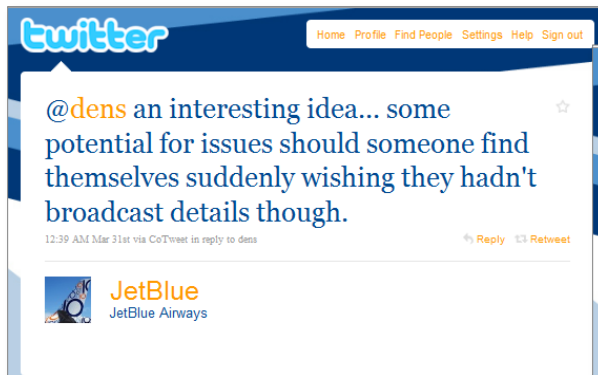 twitter
Home Profile Find People Settings Help Sign out
@dens an interesting idea... some
potential for issues should someone find
themselves suddenly wishing they hadn't
broadcast details though.
12:39 AM Mar 31st via CoTweet in reply to dens
Reply Retweet
JetBlue
JetBlue Airways